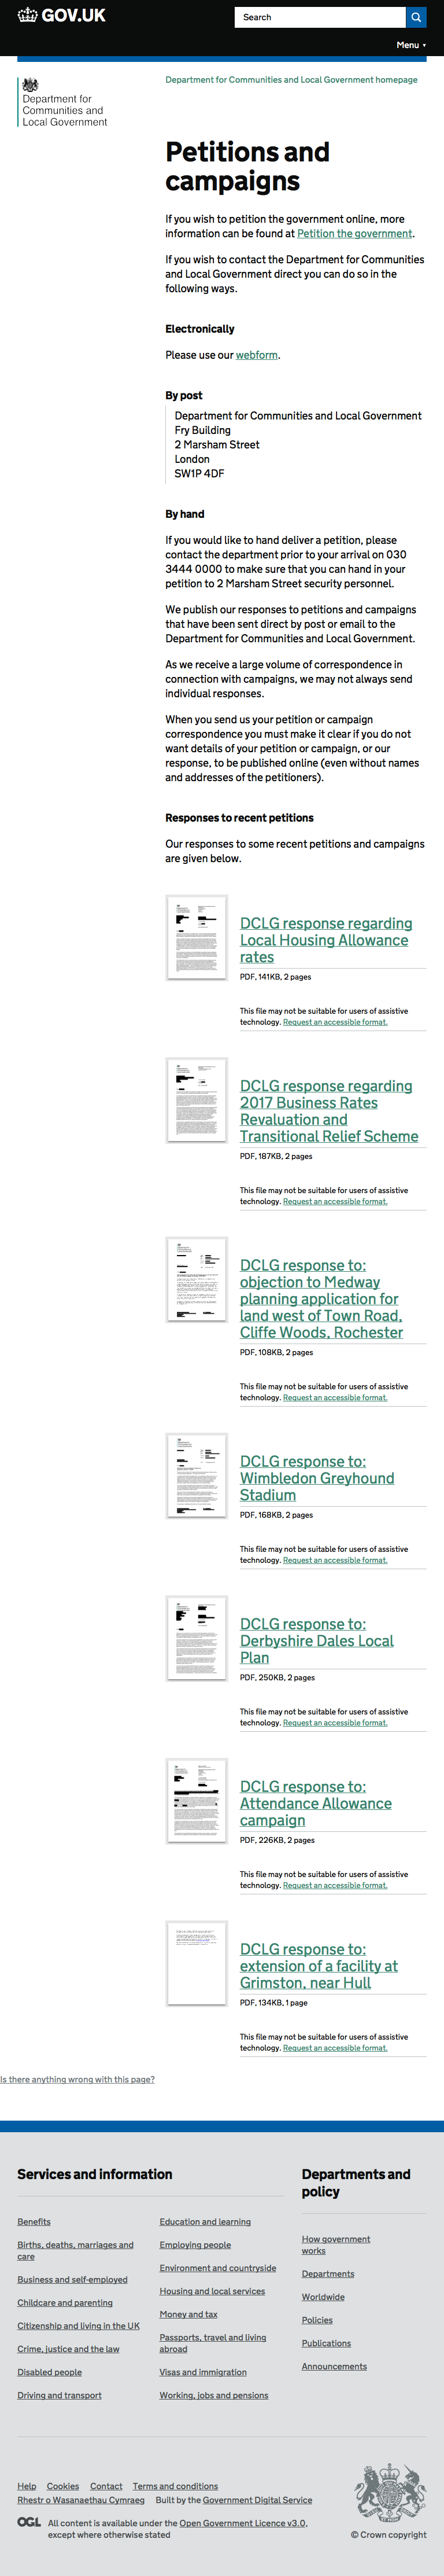 GOV.UK
Search
Menu ▼
Department for
Communities and
Local Government
Department for Communities and Local Government homepage
Petitions and
campaigns
If you wish to petition the government online, more
information can be found at Petition the government.
If you wish to contact the Department for Communities
and Local Government direct you can do so in the
following ways.
Electronically
Please use our webform.
By post
Department for Communities and Local Government
Fry Building
2 Marsham Street
London
SW1P 4DF
By hand
If you would like to hand deliver a petition, please
contact the department prior to your arrival on 030
3444 0000 to make sure that you can hand in your
petition to 2 Marsham Street security personnel.
We publish our responses to petitions and campaigns
that have been sent direct by post or email to the
Department for Communities and Local Government.
As we receive a large volume of correspondence in
connection with campaigns, we may not always send
individual responses.
When you send us your petition or campaign
correspondence you must make it clear if you do not
want details of your petition or campaign, or our
response, to be published online (even without names
and addresses of the petitioners).
Responses to recent petitions
Our responses to some recent petitions and campaigns
are given below.
DCLG response regarding
Local Housing Allowance
rates
PDF, 141KB, 2 pages
This file may not be suitable for users of assistive
technology. Request an accessible format.
DCLG response regarding
2017 Business Rates
Revaluation and
Transitional Relief Scheme
PDF, 187KB, 2 pages
This file may not be suitable for users of assistive
technology. Request an accessible format.
DCLG response to:
objection to Medway
planning application for
land west of Town Road,
Cliffe Woods, Rochester
PDF, 108KB, 2 pages
This file may not be suitable for users of assistive
technology. Request an accessible format.
DCLG response to:
Wimbledon Greyhound
Stadium
PDF, 168KB, 2 pages
This file may not be suitable for users of assistive
technology. Request an accessible format.
DCLG response to:
Derbyshire Dales Local
Plan
PDF, 250KB, 2 pages
This file may not be suitable for users of assistive
technology. Request an accessible format.
DCLG response to:
Attendance Allowance
campaign
PDF, 226KB, 2 pages
This file may not be suitable for users of assistive
technology. Request an accessible format.
DCLG response to:
extension of a facility at
Grimston, near Hull
PDF, 134KB, 1 page
This file may not be suitable for users of assistive
technology. Request an accessible format.
Is there anything wrong with this page?
Services and information
Benefits
Births, deaths, marriages and
care
Business and self-employed
Childcare and parenting
Citizenship and living in the UK
Crime, justice and the law
Disabled people
Driving and transport
Education and learning
Employing people
Environment and countryside
Housing and local services
Money and tax
Passports, travel and living
abroad
Visas and immigration
Working, jobs and pensions
Departments and
policy
How government
works
Departments
Worldwide
Policies
Publications
Announcements
Help Cookies Contact Terms and conditions
Rhestr o Wasanaethau Cymraeg Built by the Government Digital Service
OGL All content is available under the Open Government Licence v3.0,
except where otherwise stated
© Crown copyright